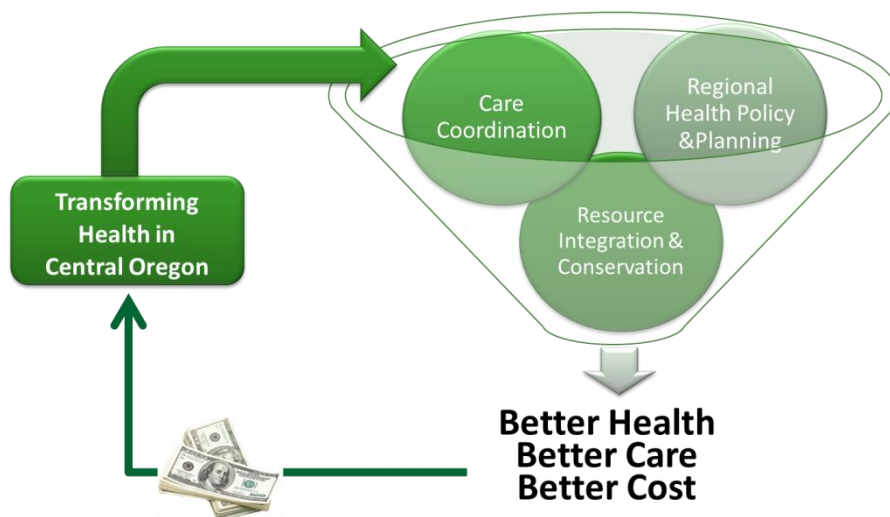 Transforming
Health in
Central Oregon
Care
Coordination
Regional
Health Policy
&Planning
Resource
Integration &
Conservation
Better Health
Better Care
Better Cost